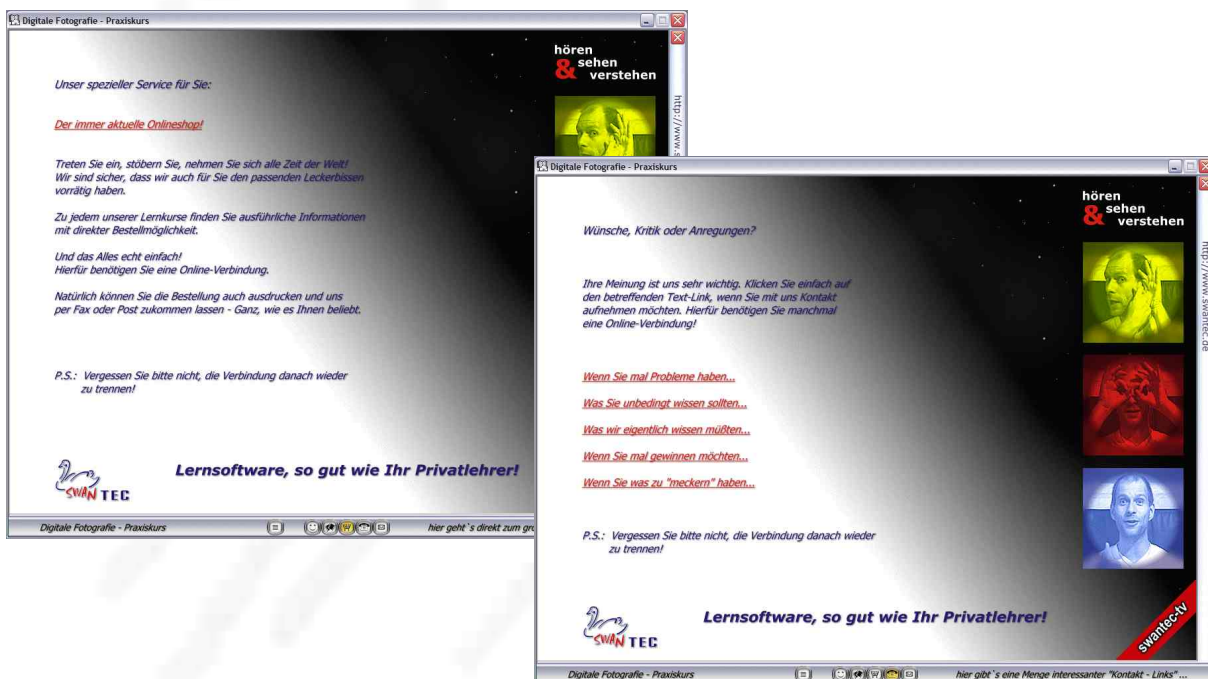 Digitale Fotografie - Praxiskurs
hören
& sehen
verstehen
Unser spezieller Service für Sie:
Der immer aktuelle Onlineshop!
Treten Sie ein, stöbern Sie, nehmen Sie sich alle Zeit der Welt!
Wir sind sicher, dass wir auch für Sie den passenden Leckerbissen
vorrätig haben.
Zu jedem unserer Lernkurse finden Sie ausführliche Informationen
mit direkter Bestellmöglichkeit.
Und das Alles echt einfach!
Hierfür benötigen Sie eine Online-Verbindung.
Natürlich können Sie die Bestellung auch ausdrucken und uns
per Fax oder Post zukommen lassen - Ganz, wie es Ihnen beliebt.
P.S.: Vergessen Sie bitte nicht, die Verbindung danach wieder
zu trennen!
SWAN TEC
Lernsoftware, so gut wie Ihr Privatlehrer!
Digitale Fotografie - Praxiskurs
hier geht`s direkt zum
http://www.s
Digitale Fotografie - Praxiskurs
hören
& sehen
verstehen
Wünsche, Kritik oder Anregungen?
Ihre Meinung ist uns sehr wichtig. Klicken Sie einfach auf
den betreffenden Text-Link, wenn Sie mit uns Kontakt
aufnehmen möchten. Hierfür benötigen Sie manchmal
eine Online-Verbindung!
Wenn Sie mal Probleme haben...
Was Sie unbedingt wissen sollten...
Was wir eigentlich wissen müßten...
Wenn Sie mal gewinnen möchten...
Wenn Sie was zu "meckern" haben...
P.S.: Vergessen Sie bitte nicht, die Verbindung danach wieder
zu trennen!
SWAN TEC
Lernsoftware, so gut wie Ihr Privatlehrer!
swantec-tv
http://www.swantec.de
Digitale Fotografie - Praxiskurs
hier gibt`s eine Menge interessanter "Kontakt - Links" ...